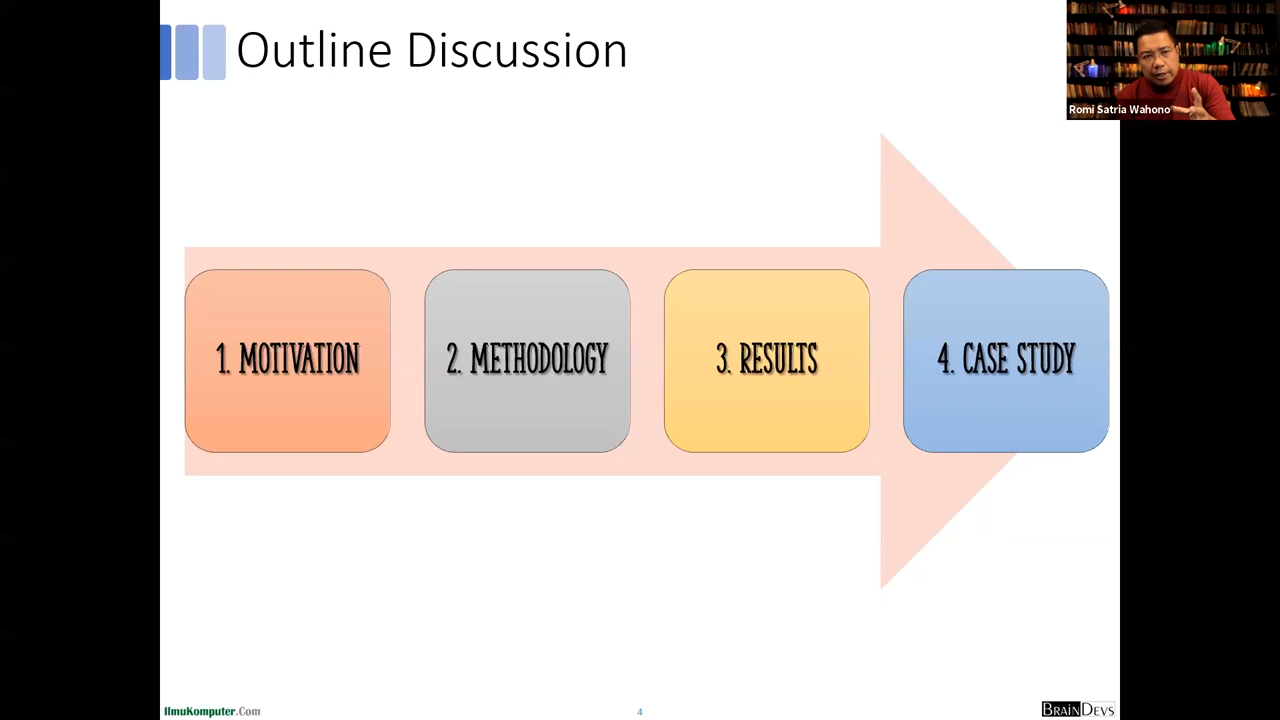 Outline Discussion
Romi Satria Wahono
1. MOTIVATION
2. METHODOLOGY
3. RESULTS
4. CASE STUDY
IlmuKomputer.Com
4
BRAINDEVS